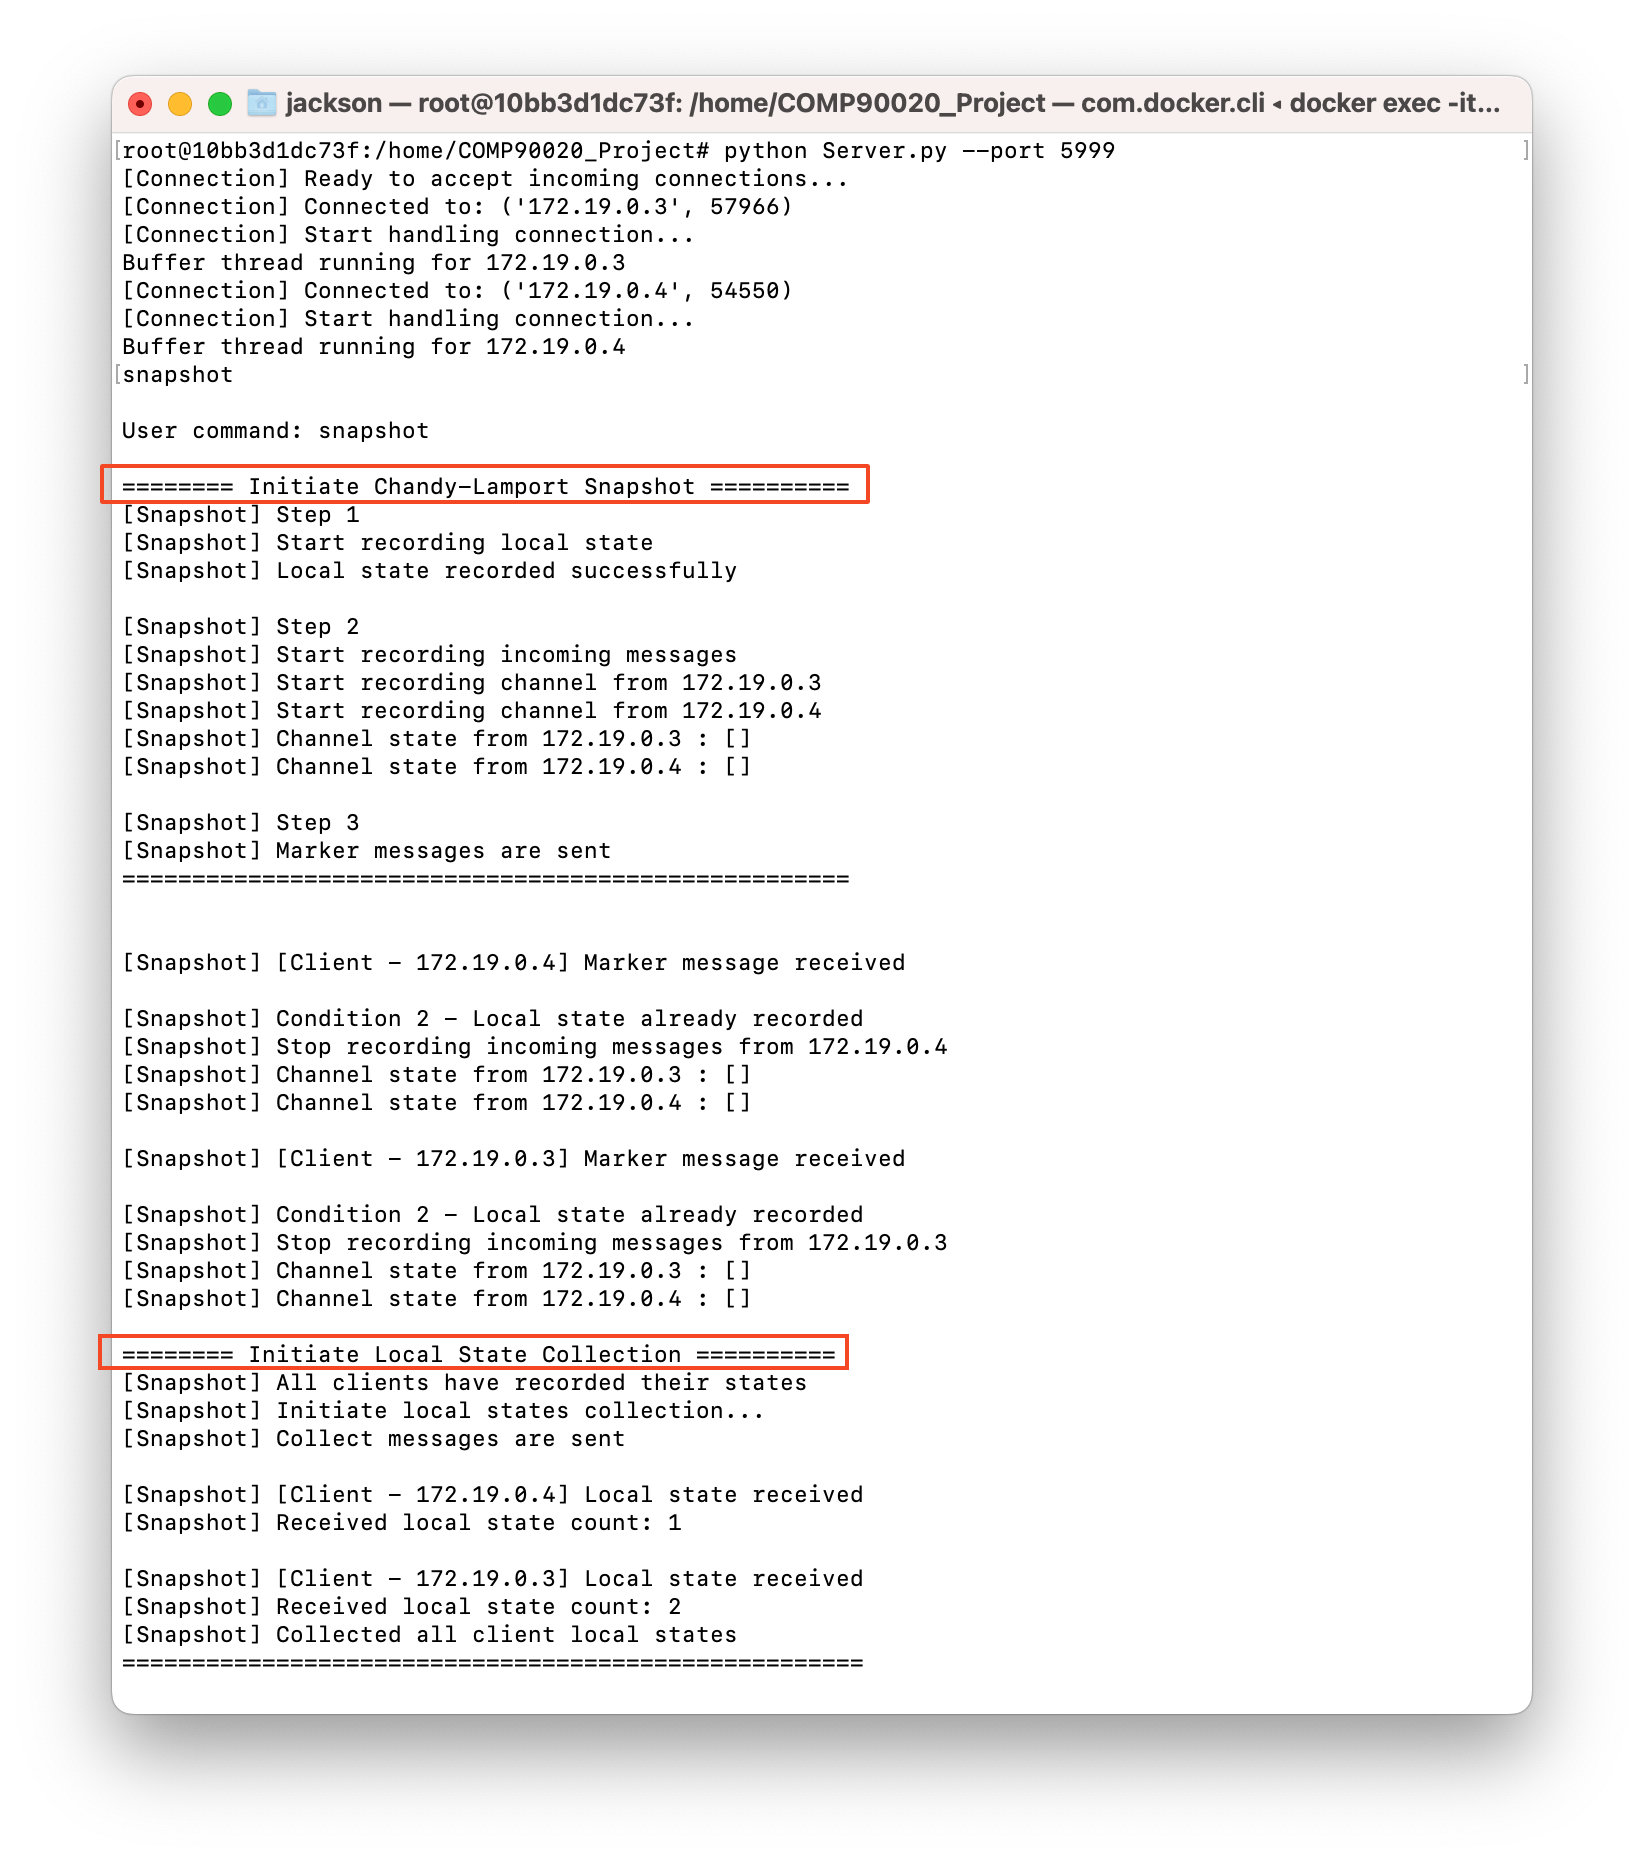 jackson — root@10bb3d1dc73f: /home/COMP90020_Project — com.docker.cli ◂ docker exec -it...
[root@10bb3d1dc73f:/home/COMP90020_Project# python Server.py --port 5999 ]
[Connection] Ready to accept incoming connections...
[Connection] Connected to: ('172.19.0.3', 57966)
[Connection] Start handling connection...
Buffer thread running for 172.19.0.3
[Connection] Connected to: ('172.19.0.4', 54550)
[Connection] Start handling connection...
Buffer thread running for 172.19.0.4
[snapshot ]
User command: snapshot
======== Initiate Chandy-Lamport Snapshot ==========
[Snapshot] Step 1
[Snapshot] Start recording local state
[Snapshot] Local state recorded successfully
[Snapshot] Step 2
[Snapshot] Start recording incoming messages
[Snapshot] Start recording channel from 172.19.0.3
[Snapshot] Start recording channel from 172.19.0.4
[Snapshot] Channel state from 172.19.0.3 : []
[Snapshot] Channel state from 172.19.0.4 : []
[Snapshot] Step 3
[Snapshot] Marker messages are sent
====================================================
[Snapshot] [Client - 172.19.0.4] Marker message received
[Snapshot] Condition 2 - Local state already recorded
[Snapshot] Stop recording incoming messages from 172.19.0.4
[Snapshot] Channel state from 172.19.0.3 : []
[Snapshot] Channel state from 172.19.0.4 : []
[Snapshot] [Client - 172.19.0.3] Marker message received
[Snapshot] Condition 2 - Local state already recorded
[Snapshot] Stop recording incoming messages from 172.19.0.3
[Snapshot] Channel state from 172.19.0.3 : []
[Snapshot] Channel state from 172.19.0.4 : []
======== Initiate Local State Collection ==========
[Snapshot] All clients have recorded their states
[Snapshot] Initiate local states collection...
[Snapshot] Collect messages are sent
[Snapshot] [Client - 172.19.0.4] Local state received
[Snapshot] Received local state count: 1
[Snapshot] [Client - 172.19.0.3] Local state received
[Snapshot] Received local state count: 2
[Snapshot] Collected all client local states
=====================================================